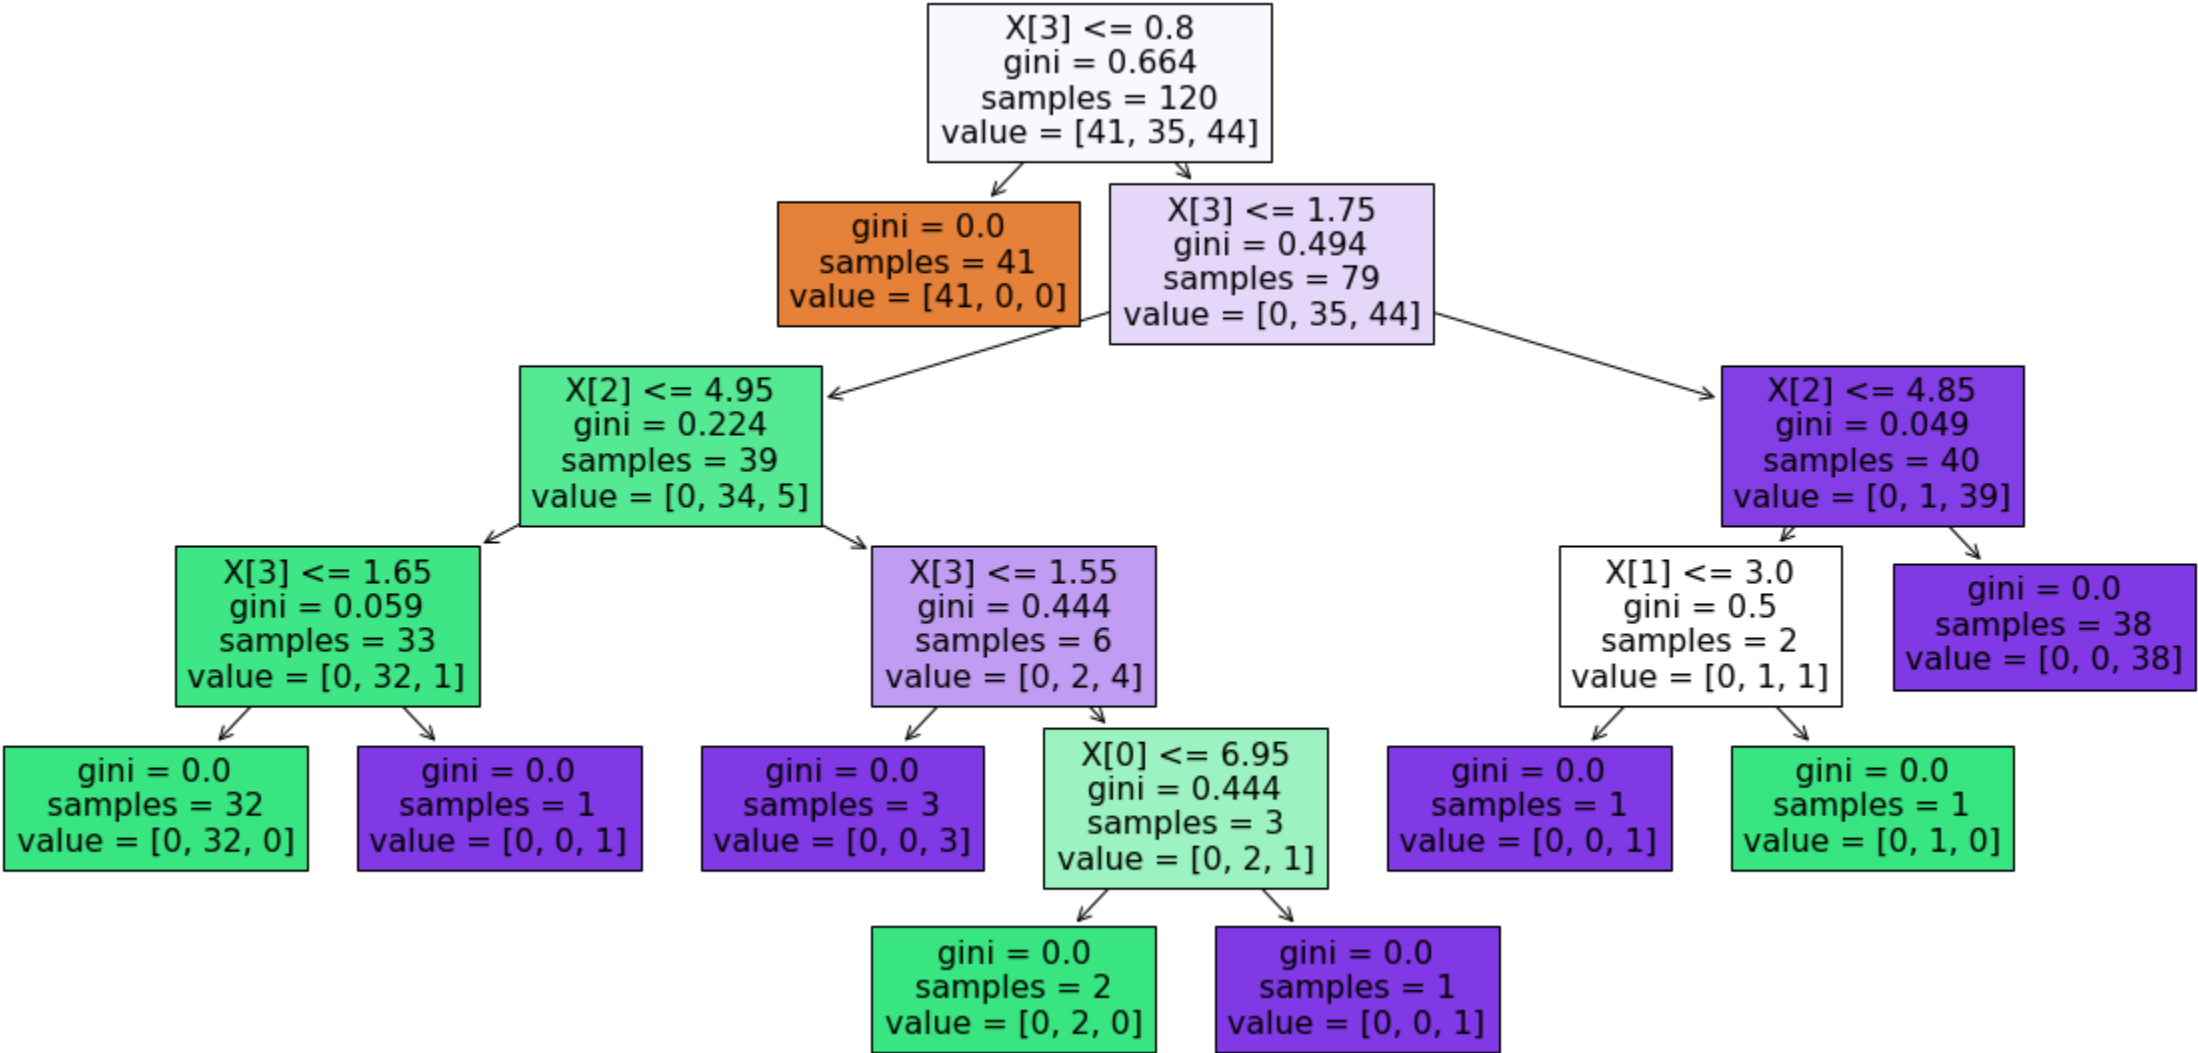 X[3] <= 0.8
gini = 0.664
samples = 120
value = [41, 35, 44]
gini = 0.0
samples = 41
value = [41, 0, 0]
X[3] <= 1.75
gini = 0.494
samples = 79
value = [0, 35, 44]
X[2] <= 4.95
gini = 0.224
samples = 39
value = [0, 34, 5]
X[2] <= 4.85
gini = 0.049
samples = 40
value = [0, 1, 39]
X[3] <= 1.65
gini = 0.059
samples = 33
value = [0, 32, 1]
X[3] <= 1.55
gini = 0.444
samples = 6
value = [0, 2, 4]
X[1] <= 3.0
gini = 0.5
samples = 2
value = [0, 1, 1]
gini = 0.0
samples = 38
value = [0, 0, 38]
gini = 0.0
samples = 32
value = [0, 32, 0]
gini = 0.0
samples = 1
value = [0, 0, 1]
gini = 0.0
samples = 3
value = [0, 0, 3]
X[0] <= 6.95
gini = 0.444
samples = 3
value = [0, 2, 1]
gini = 0.0
samples = 1
value = [0, 0, 1]
gini = 0.0
samples = 1
value = [0, 1, 0]
gini = 0.0
samples = 2
value = [0, 2, 0]
gini = 0.0
samples = 1
value = [0, 0, 1]